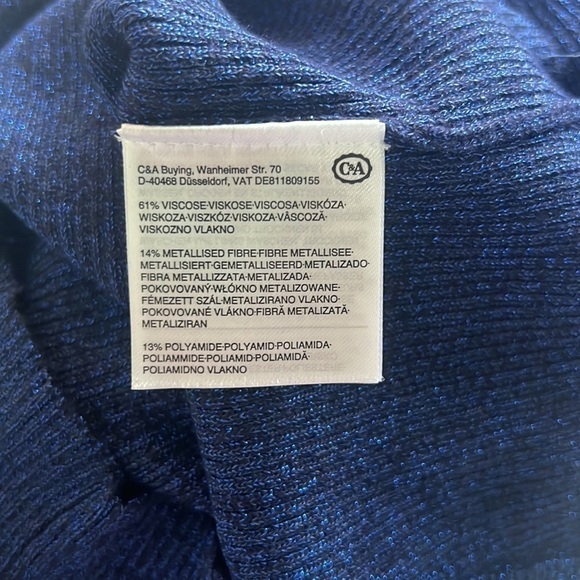 C&A Buying, Wanheimer Str. 70
D-40468 Düsseldorf, VAT DE811809155
C&A
61% VISCOSE·VISKOSE·VISCOSA·VISKÓZA·
WISKOZA·VISZKÓZ·VISKOZA·VÂSCOZĂ·
VISKOZNO VLAKNO
14% METALLISED FIBRE·FIBRE METALLISEE·
METALLISIERT·GEMETALLISEERD·METALIZADO·
FIBRA METALLIZZATA·METALIZADA·
POKOVOVANÝ·WŁÓKNO METALIZOWANE·
FÉMEZETT SZÁL·METALIZIRANO VLAKNO·
POKOVOVANÉ VLÁKNO·FIBRĂ METALIZATĂ·
METALIZIRAN
13% POLYAMIDE·POLYAMID·POLIAMIDA·
POLIAMMIDE·POLIAMID·POLIAMIDĂ·
POLIAMIDNO VLAKNO